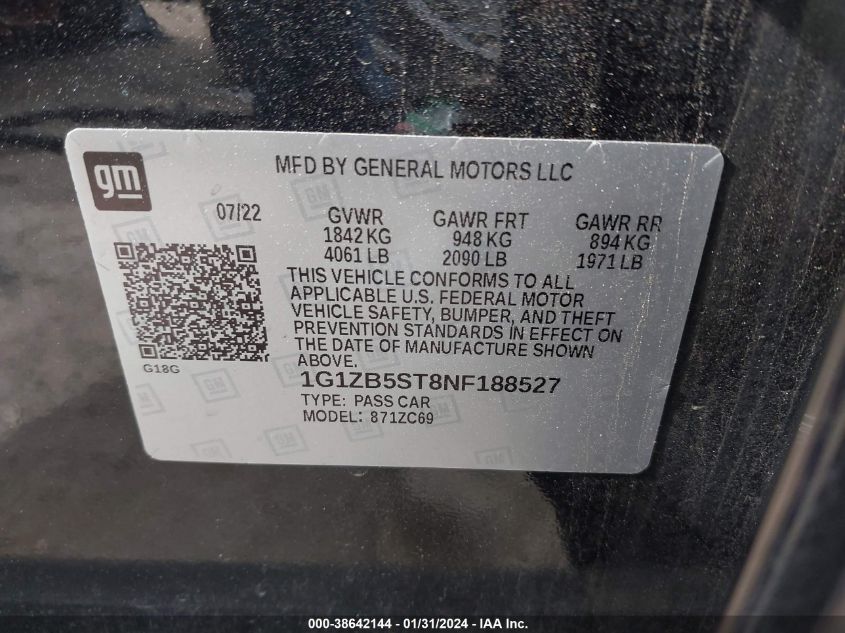 gm
MFD BY GENERAL MOTORS LLC
07/22 GVWR GAWR FRT GAWR RR
1842 KG 948 KG 894 KG
4061 LB 2090 LB 1971 LB
THIS VEHICLE CONFORMS TO ALL
APPLICABLE U.S. FEDERAL MOTOR
VEHICLE SAFETY, BUMPER, AND THEFT
PREVENTION STANDARDS IN EFFECT ON
THE DATE OF MANUFACTURE SHOWN
ABOVE.
G18G
1G1ZB5ST8NF188527
TYPE: PASS CAR
MODEL: 871ZC69
000-38642144 - 01/31/2024 - IAA Inc.